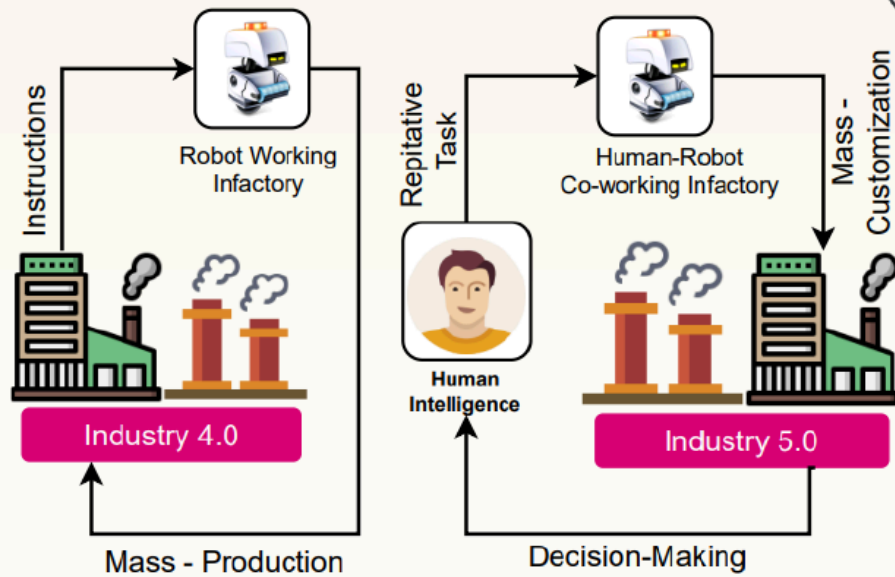 Instructions
Robot Working
Infactory
Industry 4.0
Mass - Production
Repitative
Task
Human-Robot
Co-working Infactory
Mass -
Customization
Human
Intelligence
Industry 5.0
Decision-Making